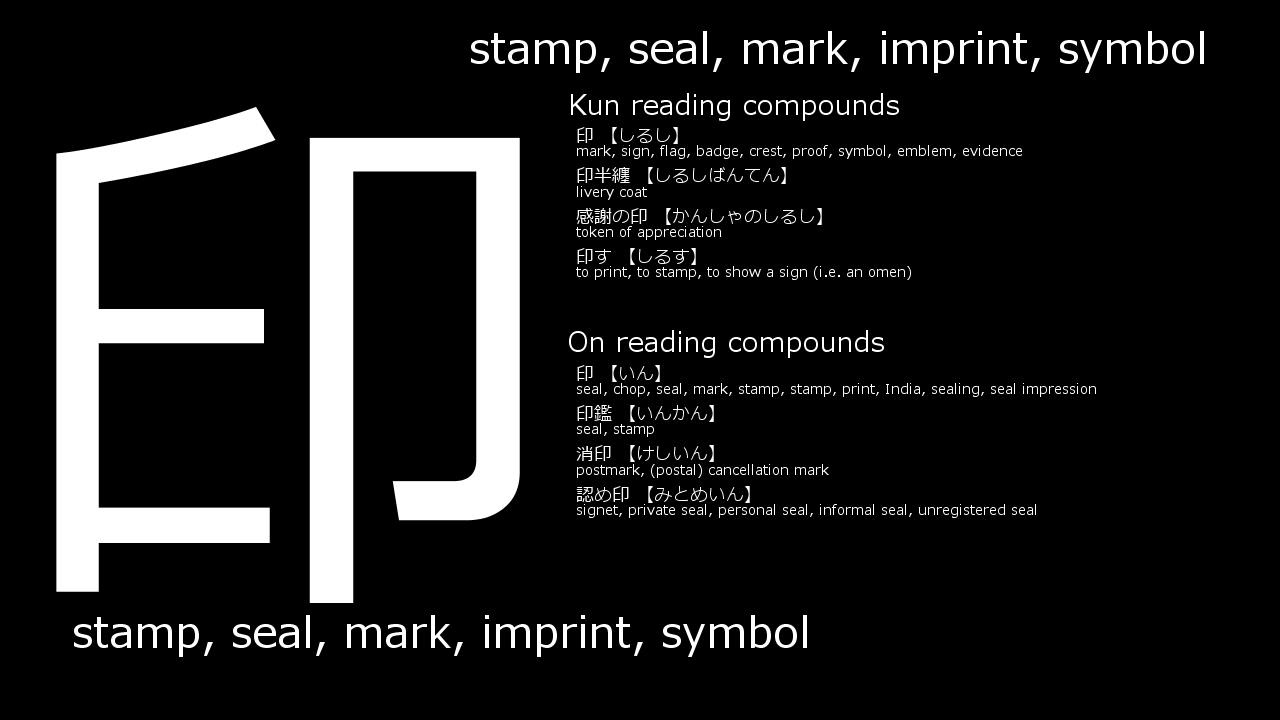 stamp, seal, mark, imprint, symbol
印
Kun reading compounds
印 【しるし】
mark, sign, flag, badge, crest, proof, symbol, emblem, evidence
印半纏 【しるしばんてん】
livery coat
感謝の印 【かんしゃのしるし】
token of appreciation
印す 【しるす】
to print, to stamp, to show a sign (i.e. an omen)
On reading compounds
印 【いん】
seal, chop, seal, mark, stamp, stamp, print, India, sealing, seal impression
印鑑 【いんかん】
seal, stamp
消印 【けしいん】
postmark, (postal) cancellation mark
認め印 【みとめいん】
signet, private seal, personal seal, informal seal, unregistered seal
stamp, seal, mark, imprint, symbol